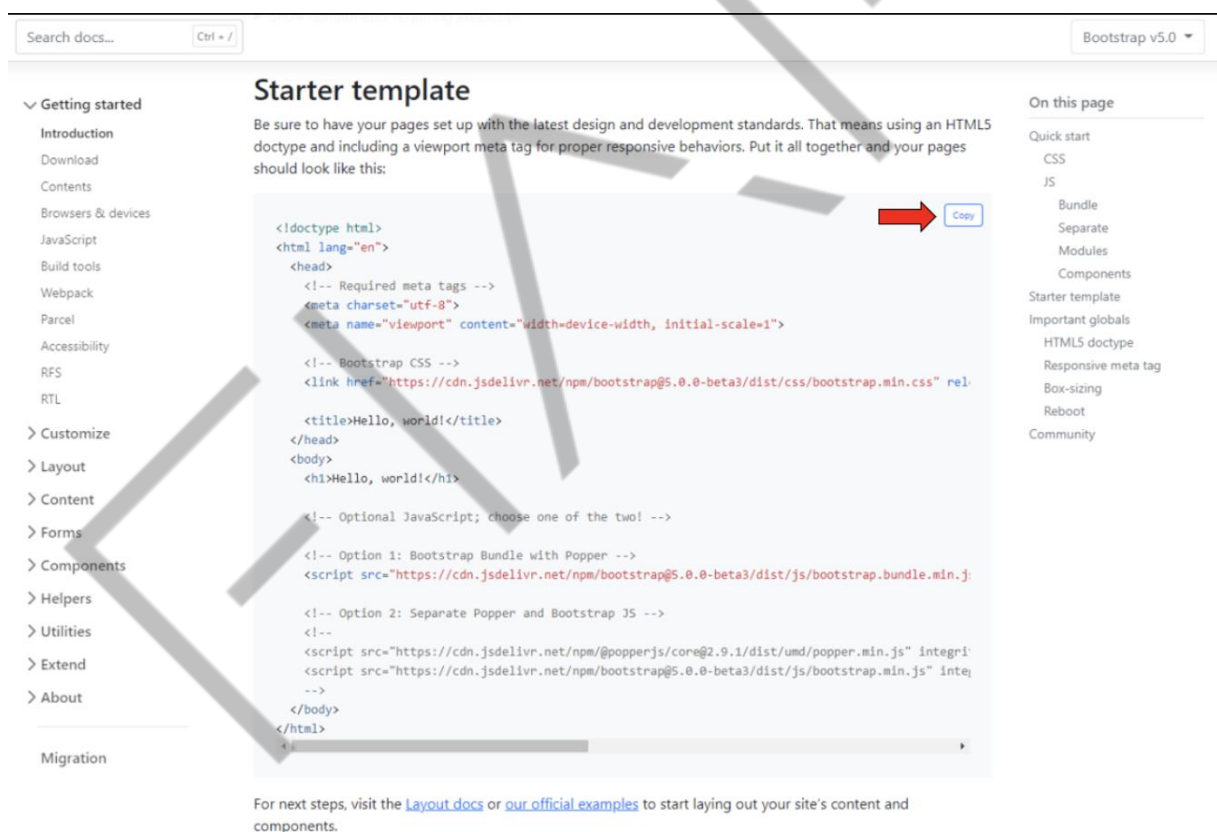 Search docs...
Ctrl + /
Bootstrap v5.0
Getting started
Introduction
Download
Contents
Browsers & devices
JavaScript
Build tools
Webpack
Parcel
Accessibility
RFS
RTL
Customize
Layout
Content
Forms
Components
Helpers
Utilities
Extend
About
Migration
Starter template
Be sure to have your pages set up with the latest design and development standards. That means using an HTML5
doctype and including a viewport meta tag for proper responsive behaviors. Put it all together and your pages
should look like this:
Copy
<!doctype html>
<html lang="en">
<head>
<!-- Required meta tags -->
<meta charset="utf-8">
<meta name="viewport" content="width=device-width, initial-scale=1">
<!-- Bootstrap CSS -->
<link href="https://cdn.jsdelivr.net/npm/bootstrap@5.0.0-beta3/dist/css/bootstrap.min.css" rel
<title>Hello, world!</title>
</head>
<body>
<h1>Hello, world!</h1>
<!-- Optional JavaScript; choose one of the two! -->
<!-- Option 1: Bootstrap Bundle with Popper -->
<script src="https://cdn.jsdelivr.net/npm/bootstrap@5.0.0-beta3/dist/js/bootstrap.bundle.min.j
<!-- Option 2: Separate Popper and Bootstrap JS -->
<!--
<script src="https://cdn.jsdelivr.net/npm/@popperjs/core@2.9.1/dist/umd/popper.min.js" integri
<script src="https://cdn.jsdelivr.net/npm/bootstrap@5.0.0-beta3/dist/js/bootstrap.min.js" inte
-->
</body>
</html>
For next steps, visit the Layout docs or our official examples to start laying out your site's content and
components.
On this page
Quick start
CSS
JS
Bundle
Separate
Modules
Components
Starter template
Important globals
HTML5 doctype
Responsive meta tag
Box-sizing
Reboot
Community